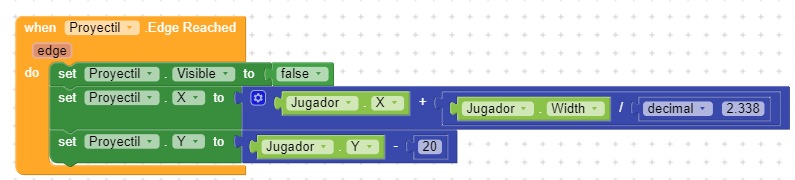 when Proyectil .Edge Reached
edge
do set Proyectil . Visible to false
set Proyectil . X to Jugador . X + Jugador . Width / decimal 2.338
set Proyectil . Y to Jugador . Y - 20